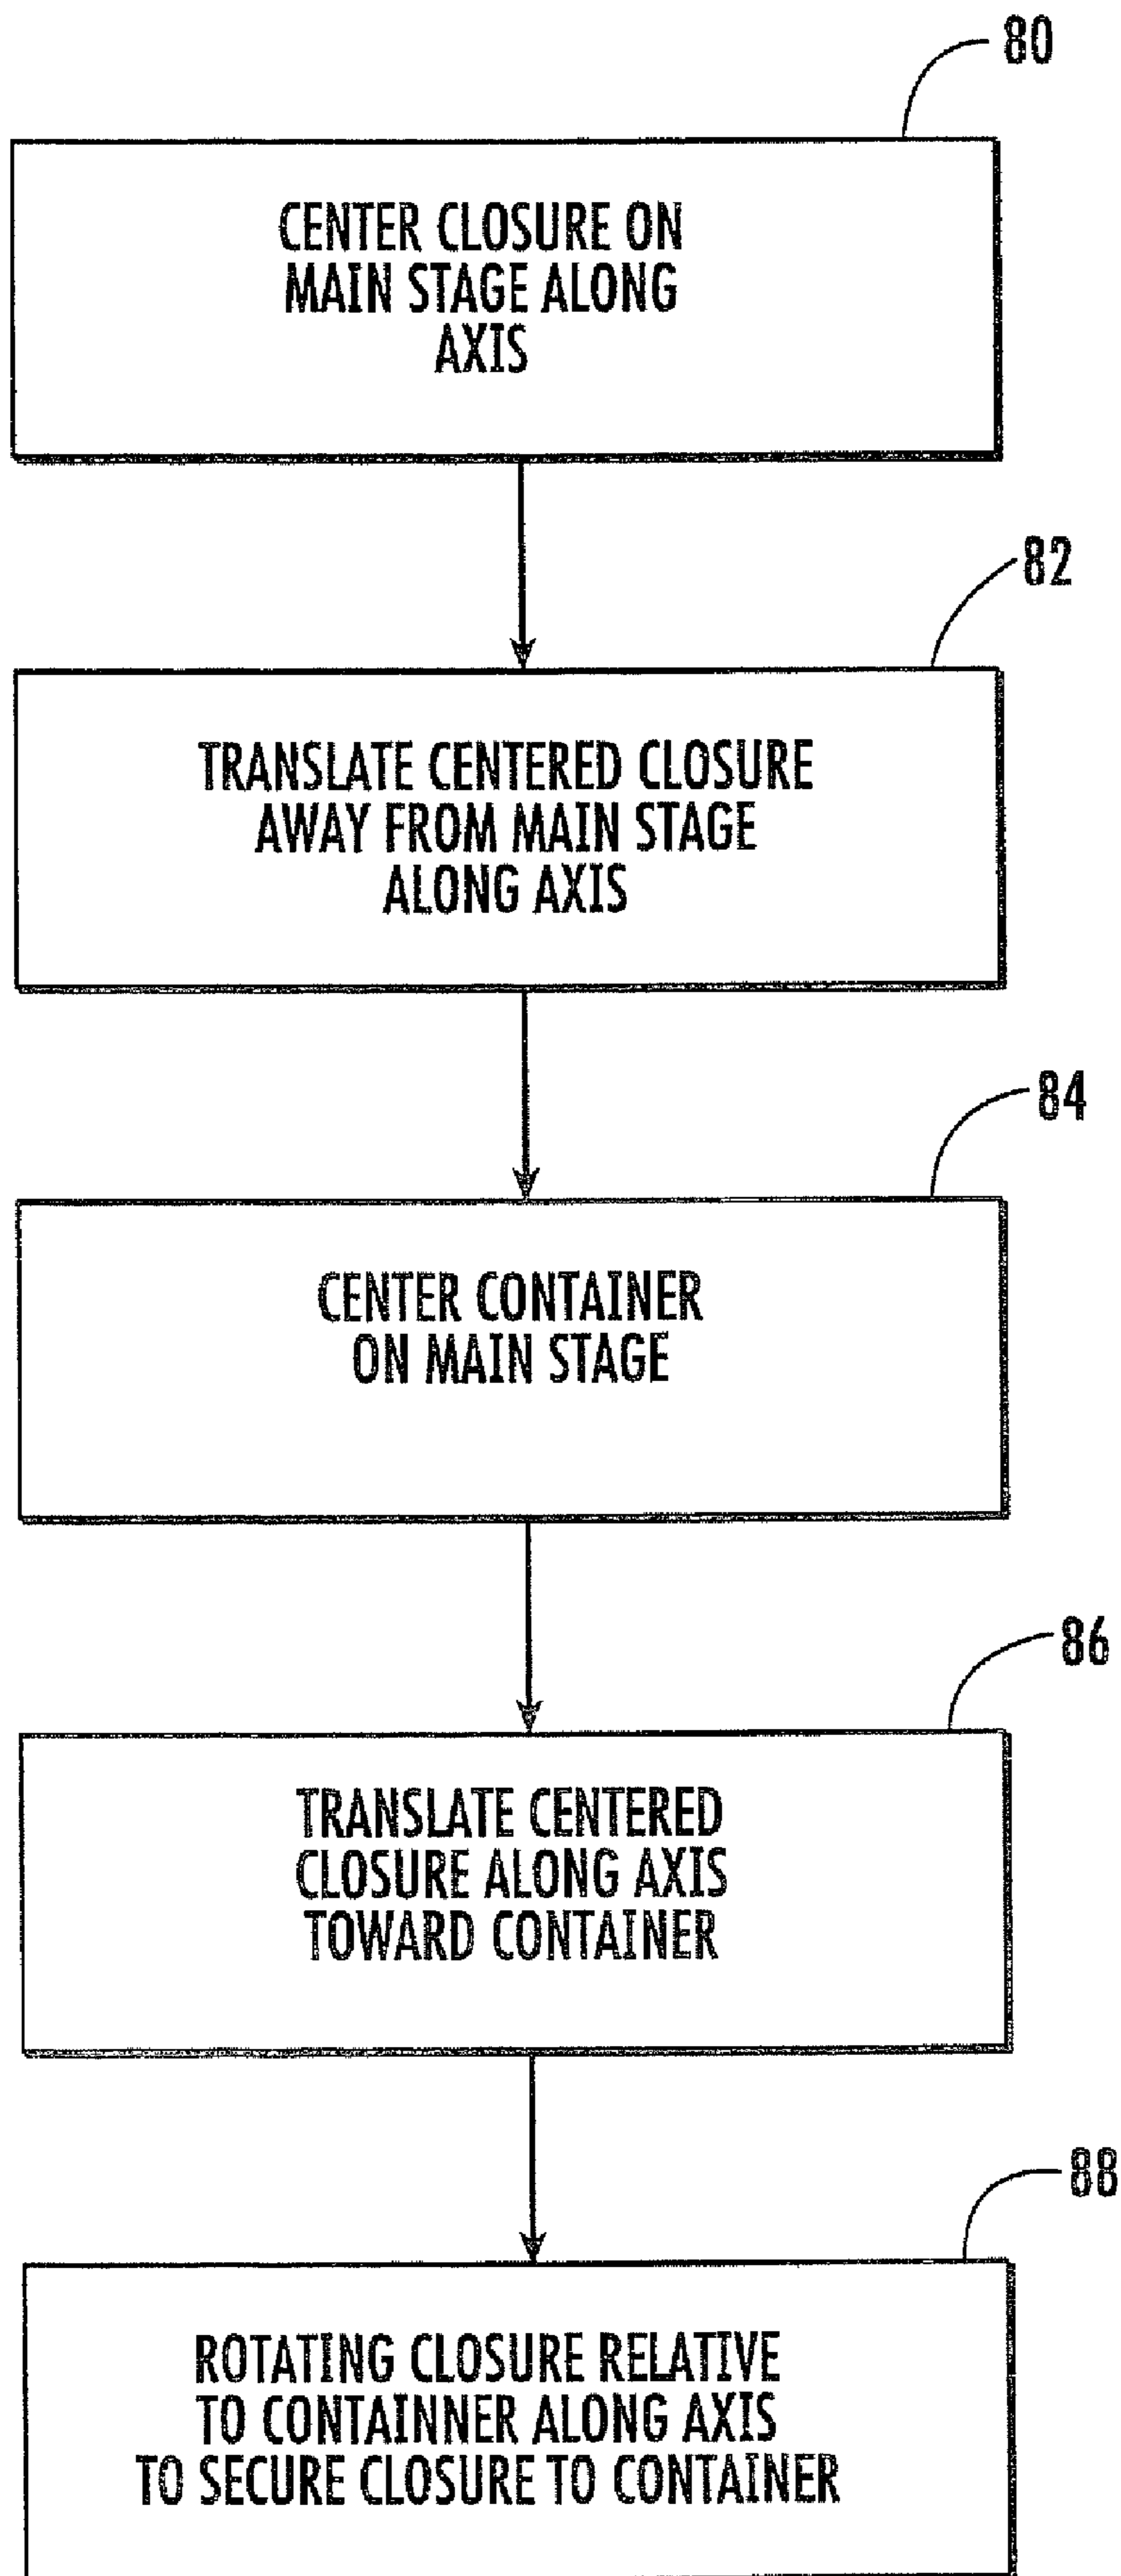 80
CENTER CLOSURE ON
MAIN STAGE ALONG
AXIS
82
TRANSLATE CENTERED CLOSURE
AWAY FROM MAIN STAGE
ALONG AXIS
84
CENTER CONTAINER
ON MAIN STAGE
86
TRANSLATE CENTERED
CLOSURE ALONG AXIS
TOWARD CONTAINER
88
ROTATING CLOSURE RELATIVE
TO CONTAINNER ALONG AXIS
TO SECURE CLOSURE TO CONTAINER